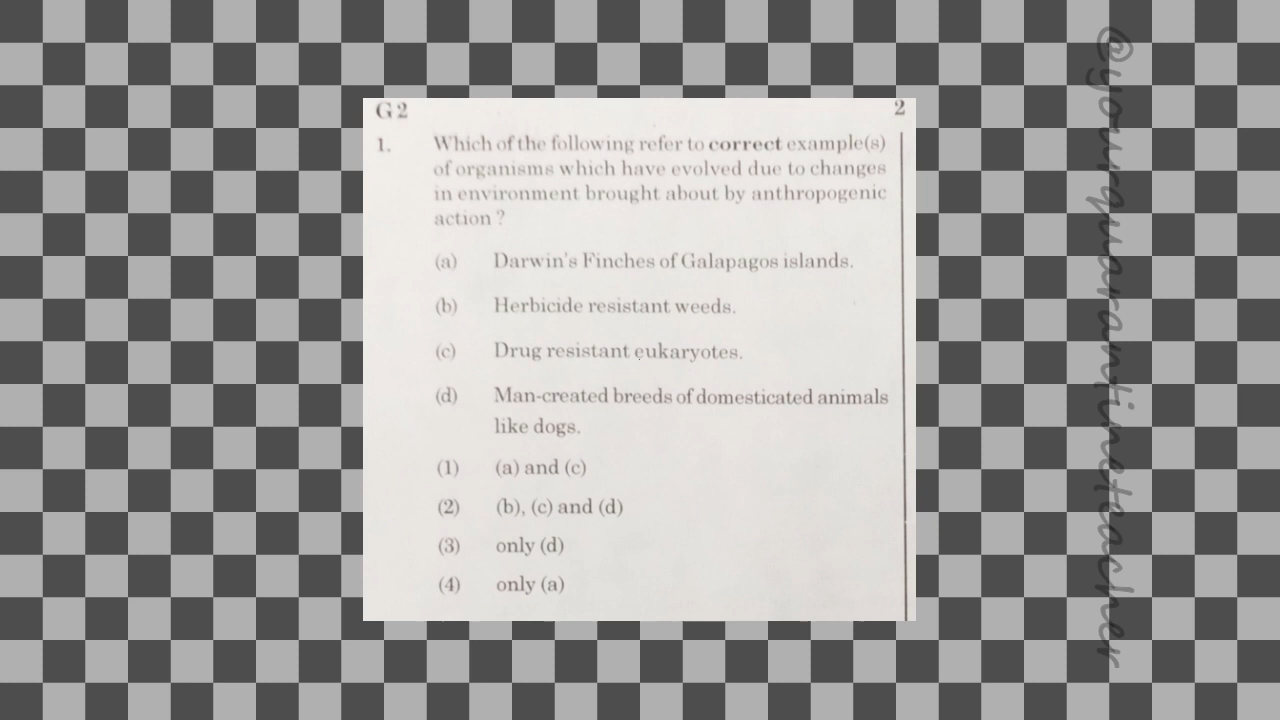 G 2
2
1. Which of the following refer to correct example(s)
of organisms which have evolved due to changes
in environment brought about by anthropogenic
action ?
(a) Darwin's Finches of Galapagos islands.
(b) Herbicide resistant weeds.
(c) Drug resistant eukaryotes.
(d) Man-created breeds of domesticated animals
like dogs.
(1) (a) and (c)
(2) (b), (c) and (d)
(3) only (d)
(4) only (a)
@yourquarantineteacher